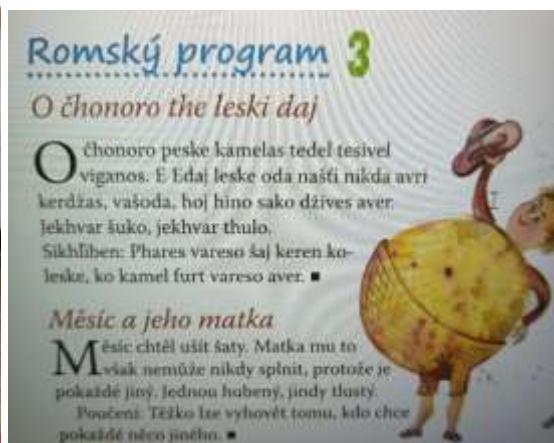 Romský program 3
O čhonoro the leski daj
O čhonoro peske kamelas tedel tesivel
viganos. E Edaj leske oda našťi nikda avri
kerdžas, vašoda, hoj hino sako džives aver.
Jekhvar šuko, jekhvar thulo.
Sikhľiben: Phares vareso šaj keren ko-
leske, ko kamel furt vareso aver. ■
Měsíc a jeho matka
Měsíc chtěl ušít šaty. Matka mu to
však nemůže nikdy splnit, protože je
pokaždé jiný. Jednou hubený, jindy tlustý.
Poučení: Těžko lze vyhovět tomu, kdo chce
pokaždé něco jiného. ■